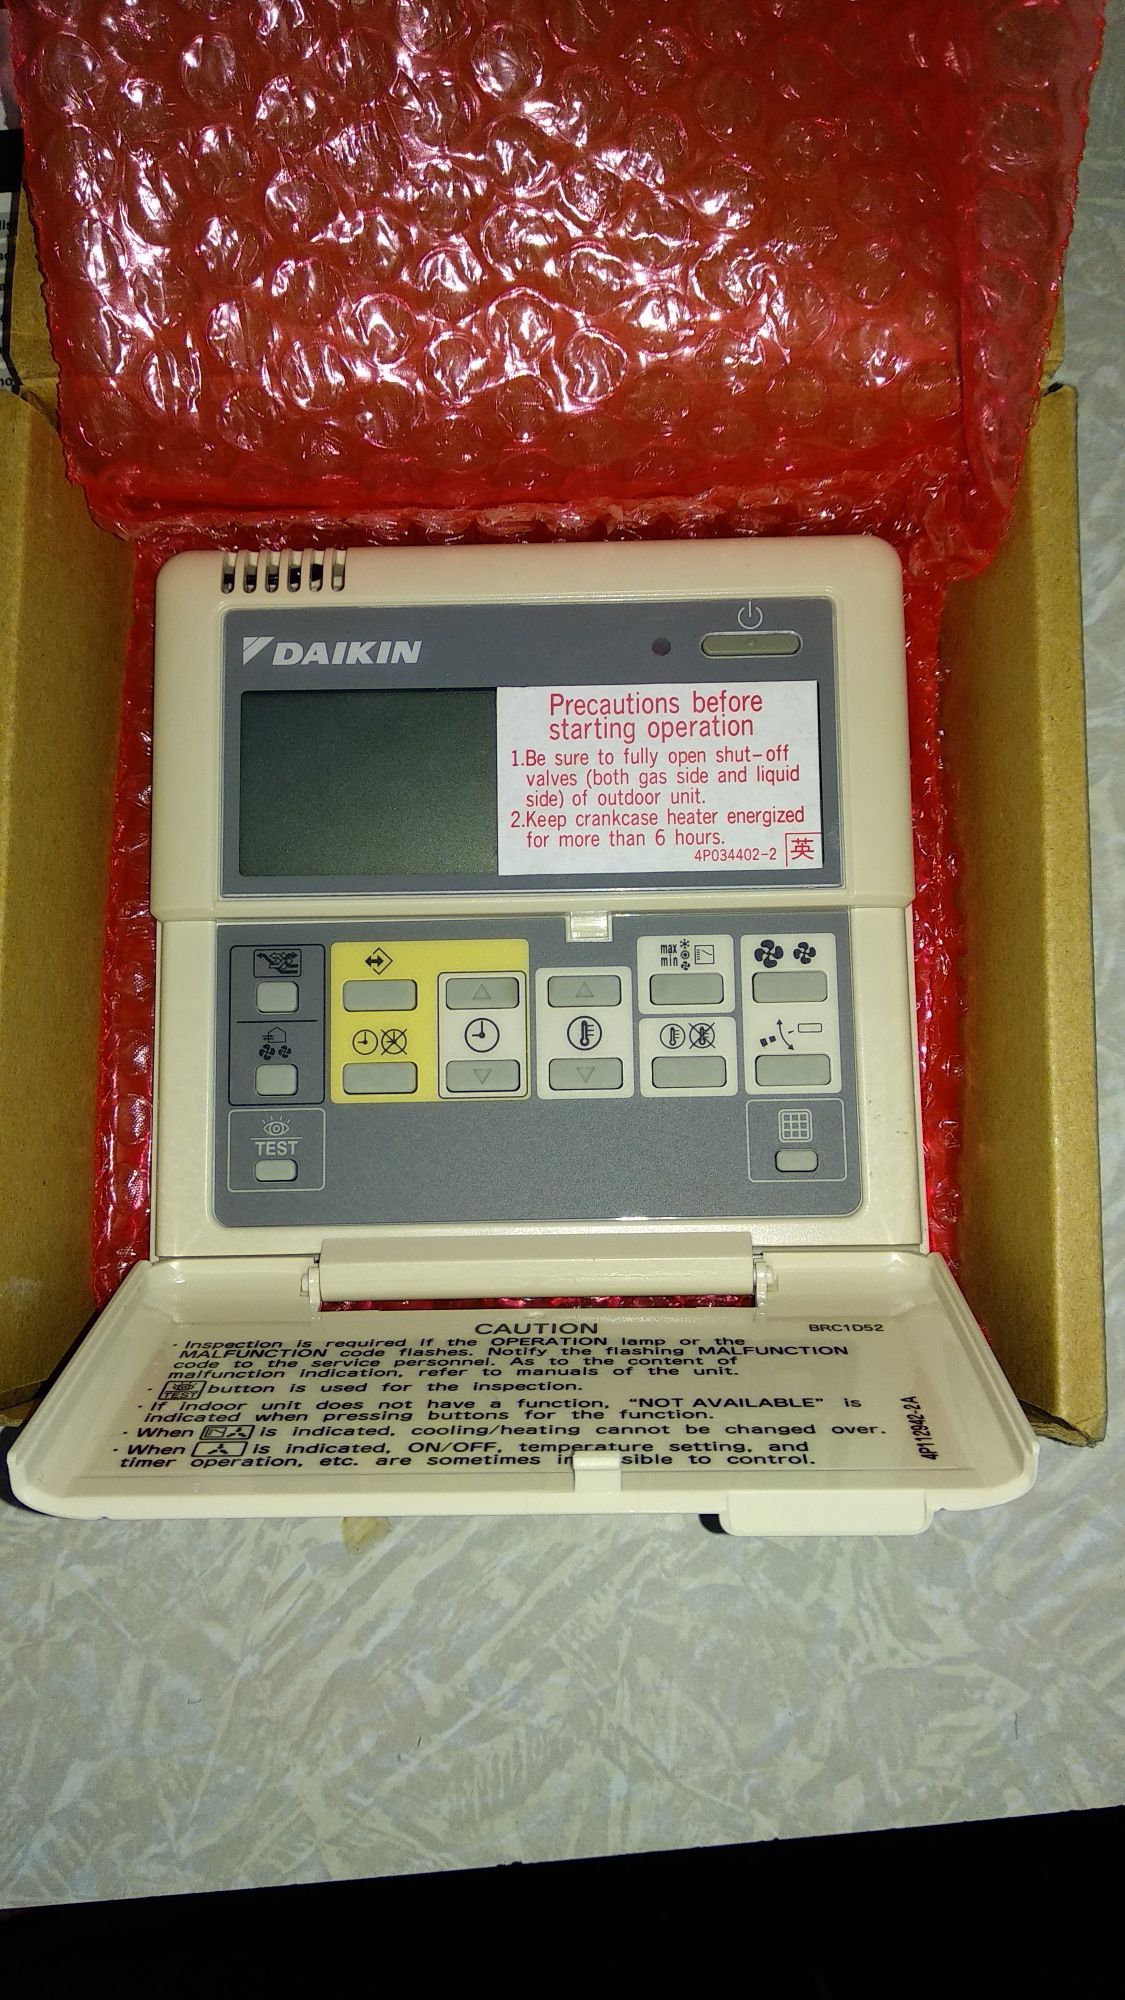 DAIKIN
Precautions before
starting operation
1.Be sure to fully open shut-off
valves (both gas side and liquid
side) of outdoor unit.
2.Keep crankcase heater energized
for more than 6 hours.
4P034402-2 英
max
min
TEST
CAUTION
BRC1D52
· Inspection is required if the OPERATION lamp or the
MALFUNCTION code flashes. Notify the flashing MALFUNCTION
code to the service personnel. As to the content of
malfunction indication, refer to manuals of the unit.
· TEST button is used for the inspection.
· If indoor unit does not have a function, "NOT AVAILABLE" is
indicated when pressing buttons for the function.
· When is indicated, cooling/heating cannot be changed over.
· When is indicated, ON/OFF, temperature setting, and
timer operation, etc. are sometimes sible to control.
4P112942-2A